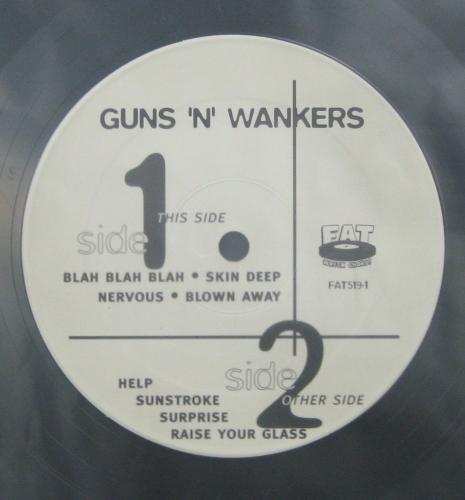 GUNS 'N' WANKERS
side 1 THIS SIDE
BLAH BLAH BLAH • SKIN DEEP
NERVOUS • BLOWN AWAY
FAT
FAT519-1
side 2 OTHER SIDE
HELP
SUNSTROKE
SURPRISE
RAISE YOUR GLASS